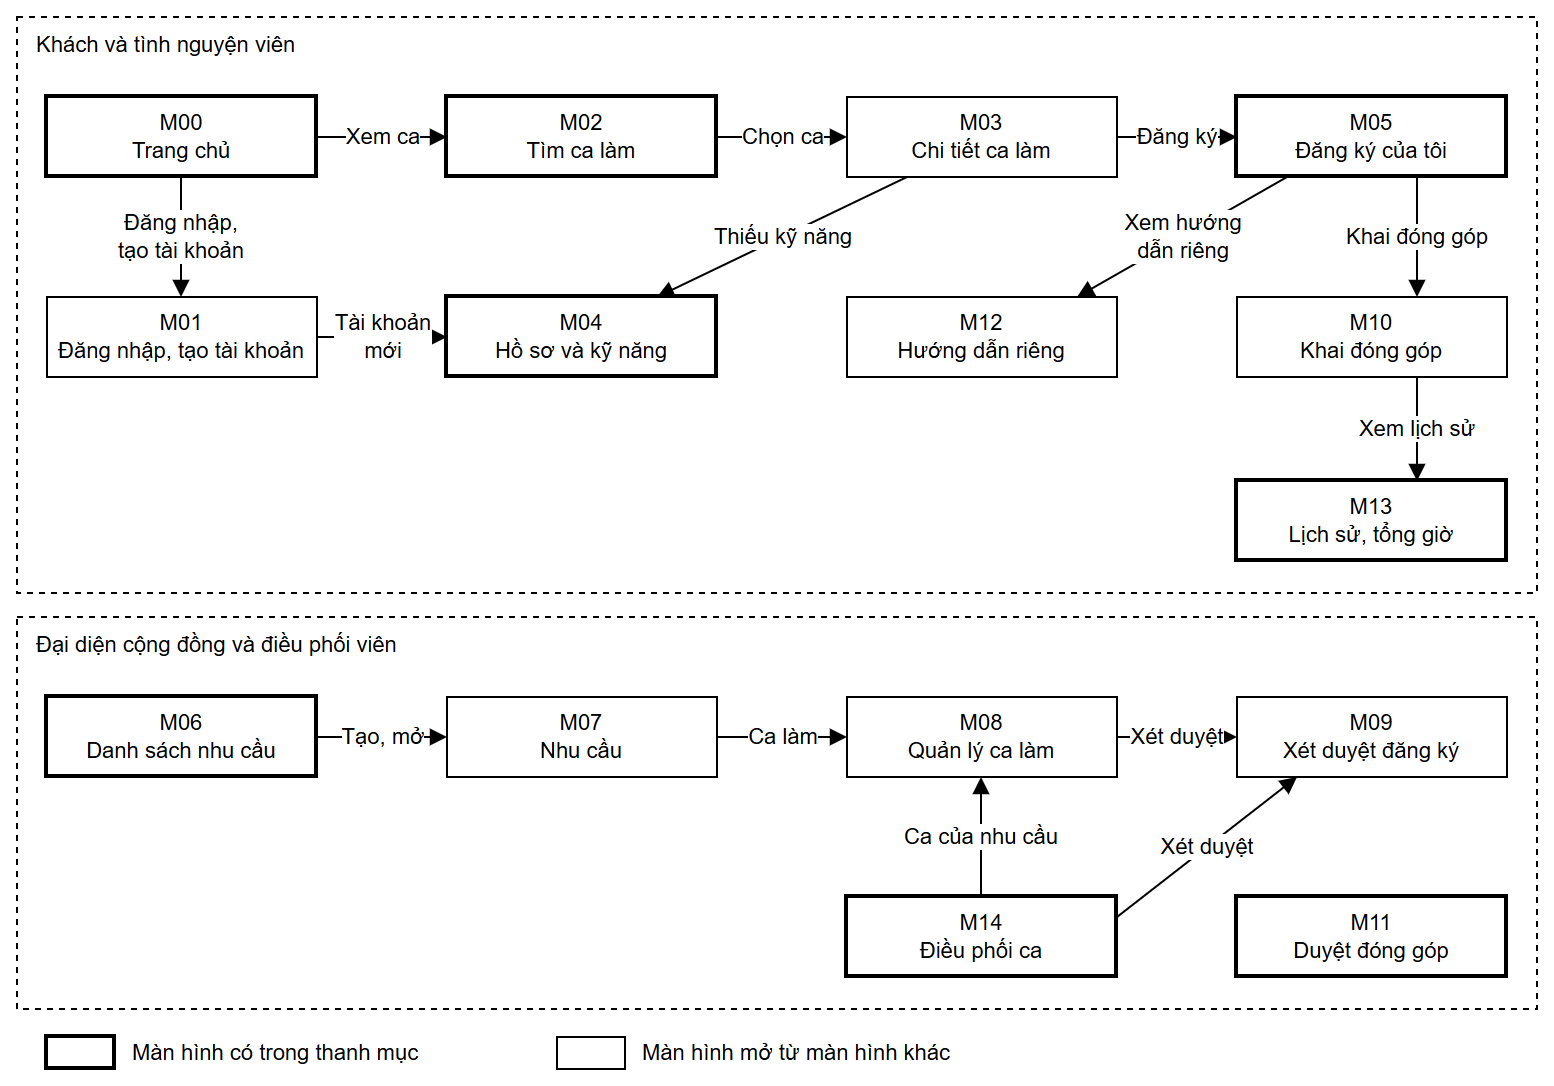 Khách và tình nguyện viên
M00
Trang chủ
Xem ca
M02
Tìm ca làm
Chọn ca
M03
Chi tiết ca làm
Đăng ký
M05
Đăng ký của tôi
Đăng nhập,
tạo tài khoản
Thiếu kỹ năng
Xem hướng
dẫn riêng
Khai đóng góp
M01
Đăng nhập, tạo tài khoản
Tài khoản
mới
M04
Hồ sơ và kỹ năng
M12
Hướng dẫn riêng
M10
Khai đóng góp
Xem lịch sử
M13
Lịch sử, tổng giờ
Đại diện cộng đồng và điều phối viên
M06
Danh sách nhu cầu
Tạo, mở
M07
Nhu cầu
Ca làm
M08
Quản lý ca làm
Xét duyệt
M09
Xét duyệt đăng ký
Ca của nhu cầu
Xét duyệt
M14
Điều phối ca
M11
Duyệt đóng góp
Màn hình có trong thanh mục
Màn hình mở từ màn hình khác